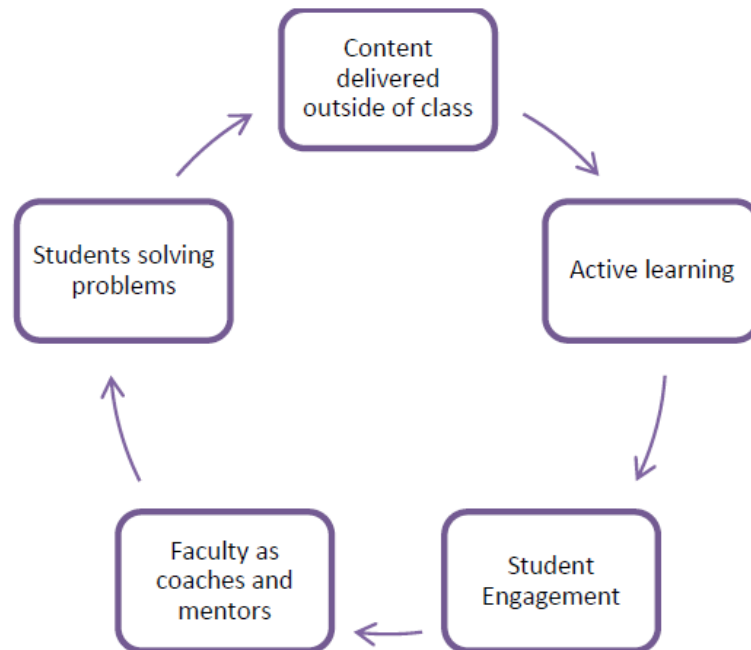 Content
delivered
outside of class
Active learning
Student
Engagement
Faculty as
coaches and
mentors
Students solving
problems